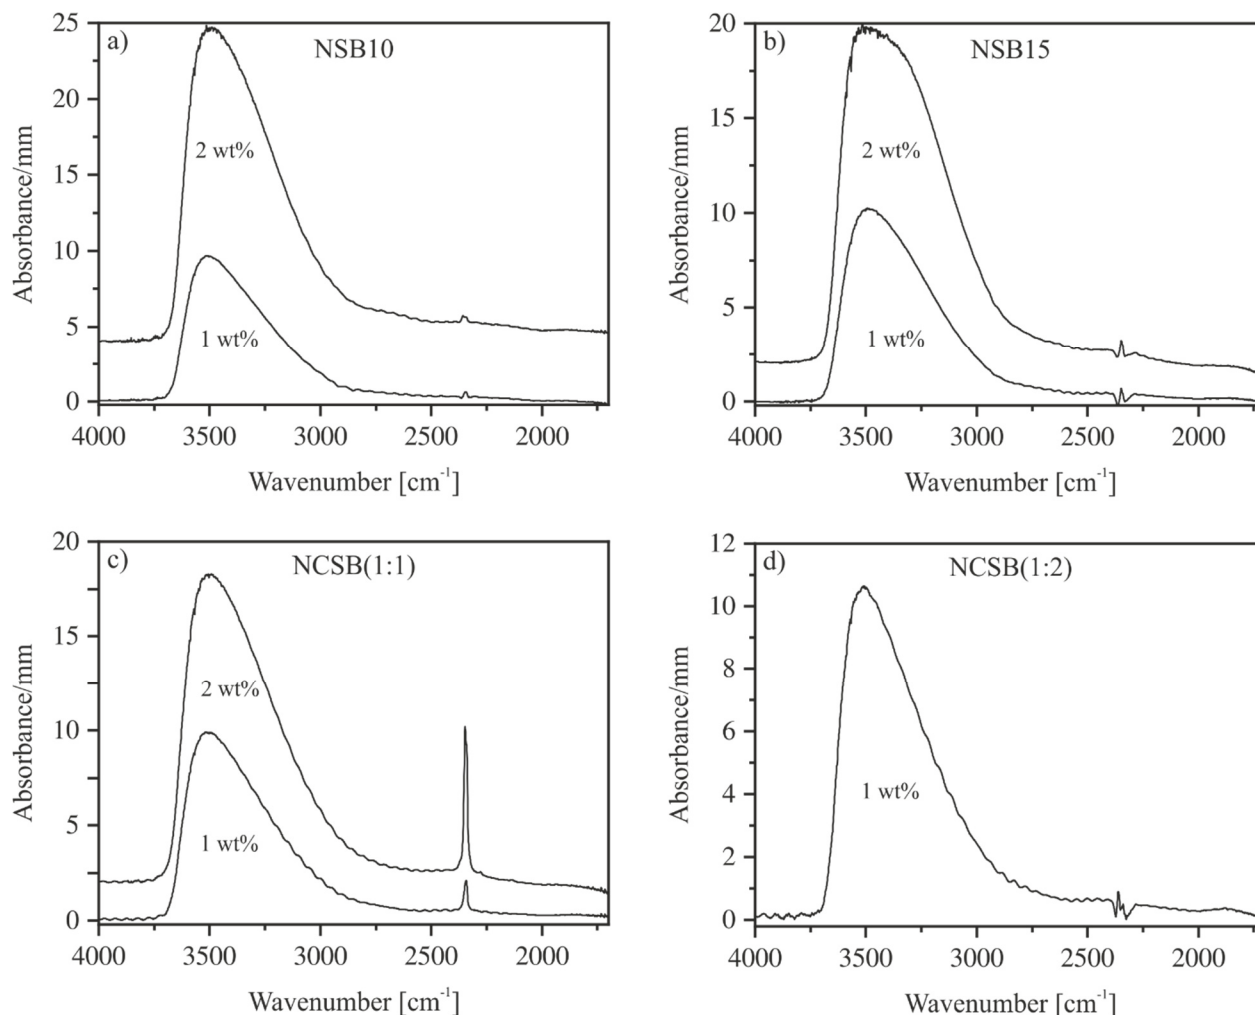 a)
NSB10
25
20
15
10
5
0
2 wt%
1 wt%
Absorbance/mm
4000 3500 3000 2500 2000
Wavenumber [cm-1]
b)
NSB15
20
15
10
5
0
2 wt%
1 wt%
Absorbance/mm
4000 3500 3000 2500 2000
Wavenumber [cm-1]
c)
NCSB(1:1)
20
15
10
5
0
2 wt%
1 wt%
Absorbance/mm
4000 3500 3000 2500 2000
Wavenumber [cm-1]
d)
NCSB(1:2)
12
10
8
6
4
2
0
1 wt%
Absorbance/mm
4000 3500 3000 2500 2000
Wavenumber [cm-1]